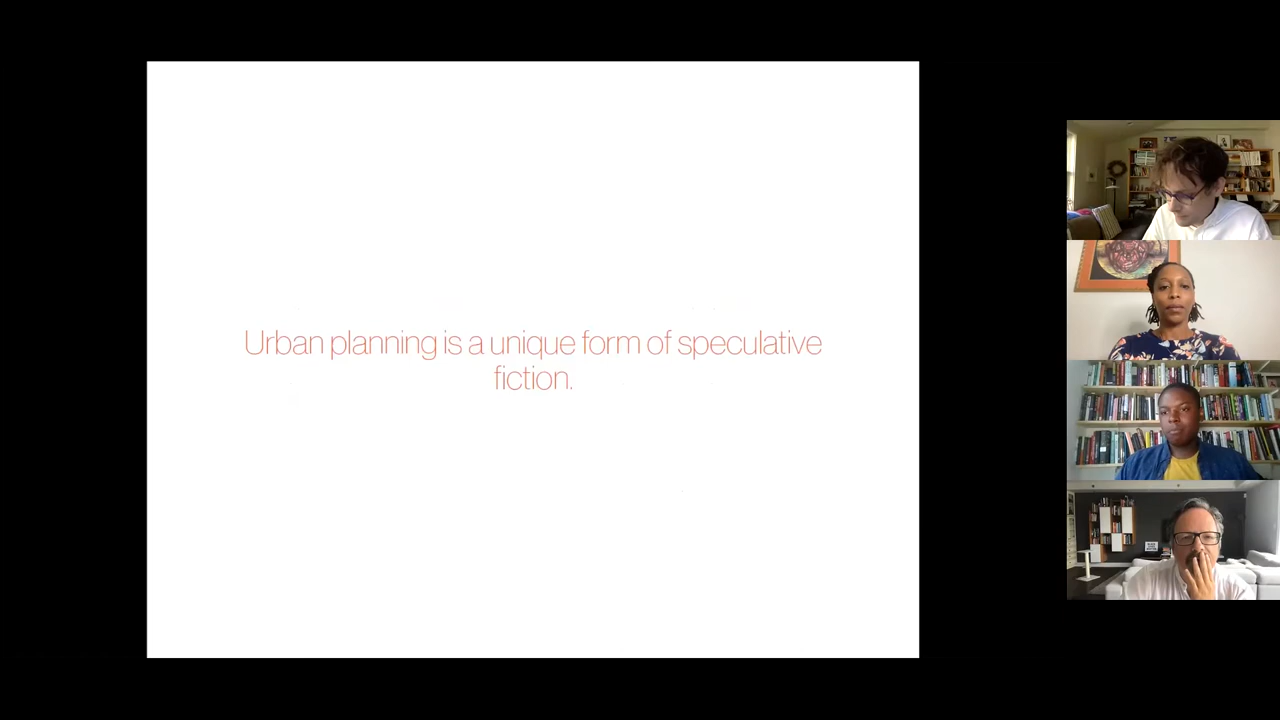 Urban planning is a unique form of speculative
fiction.